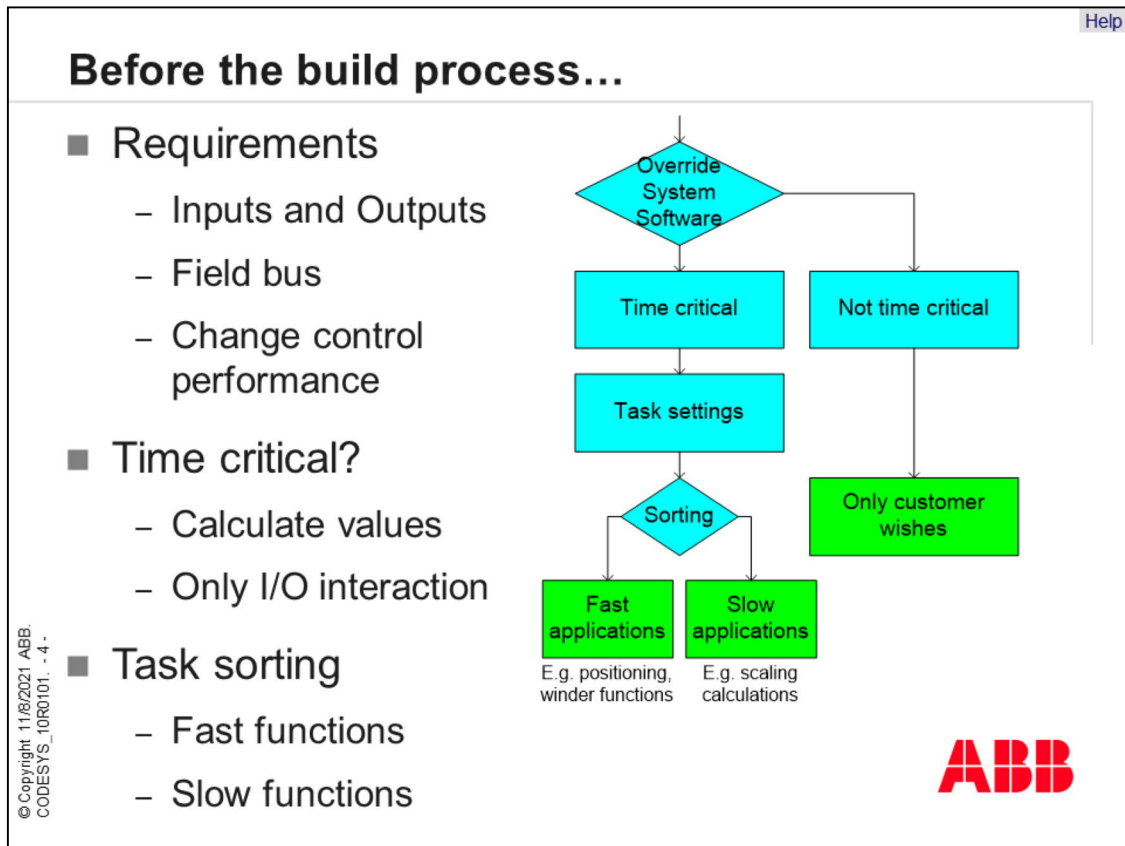 Help
Before the build process…
■ Requirements
– Inputs and Outputs
– Field bus
– Change control
performance
■ Time critical?
– Calculate values
– Only I/O interaction
■ Task sorting
– Fast functions
– Slow functions
Override
System
Software
Time critical
Not time critical
Task settings
Sorting
Only customer
wishes
Fast
applications
Slow
applications
E.g. positioning,
winder functions
E.g. scaling
calculations
© Copyright 11/8/2021 ABB.
CODESYS_10R0101. - 4 -
ABB